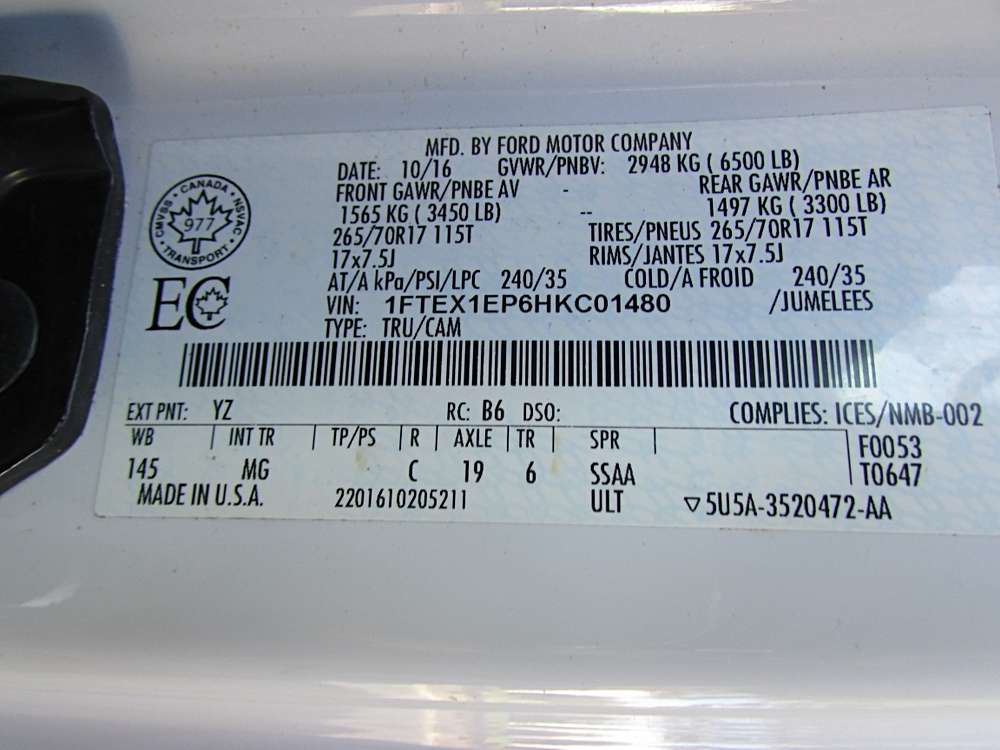 MFD. BY FORD MOTOR COMPANY
DATE: 10/16 GVWR/PNBV: 2948 KG ( 6500 LB)
FRONT GAWR/PNBE AV - REAR GAWR/PNBE AR
1565 KG ( 3450 LB) -- 1497 KG ( 3300 LB)
265/70R17 115T TIRES/PNEUS 265/70R17 115T
17x7.5J RIMS/JANTES 17x7.5J
AT/A kPa/PSI/LPC 240/35 COLD/A FROID 240/35
VIN: 1FTEX1EP6HKC01480 /JUMELEES
TYPE: TRU/CAM
CANADA
CMVSS • NSVAC
977
TRANSPORT
EC
EXT PNT: YZ RC: B6 DSO: COMPLIES: ICES/NMB-002
WB | INT TR | TP/PS | R | AXLE | TR | SPR | F0053
145 MG C 19 6 SSAA T0647
MADE IN U.S.A. 2201610205211 ULT ▽5U5A-3520472-AA